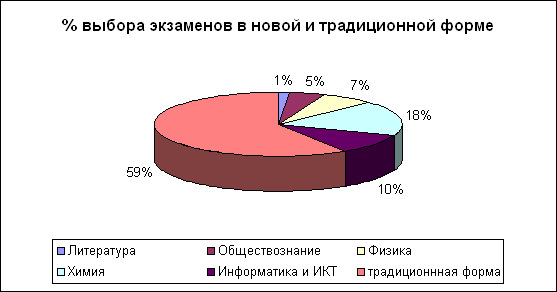 % выбора экзаменов в новой и традиционной форме
1%
5%
7%
18%
10%
59%
Литература
Обществознание
Физика
Химия
Информатика и ИКТ
традиционнная форма